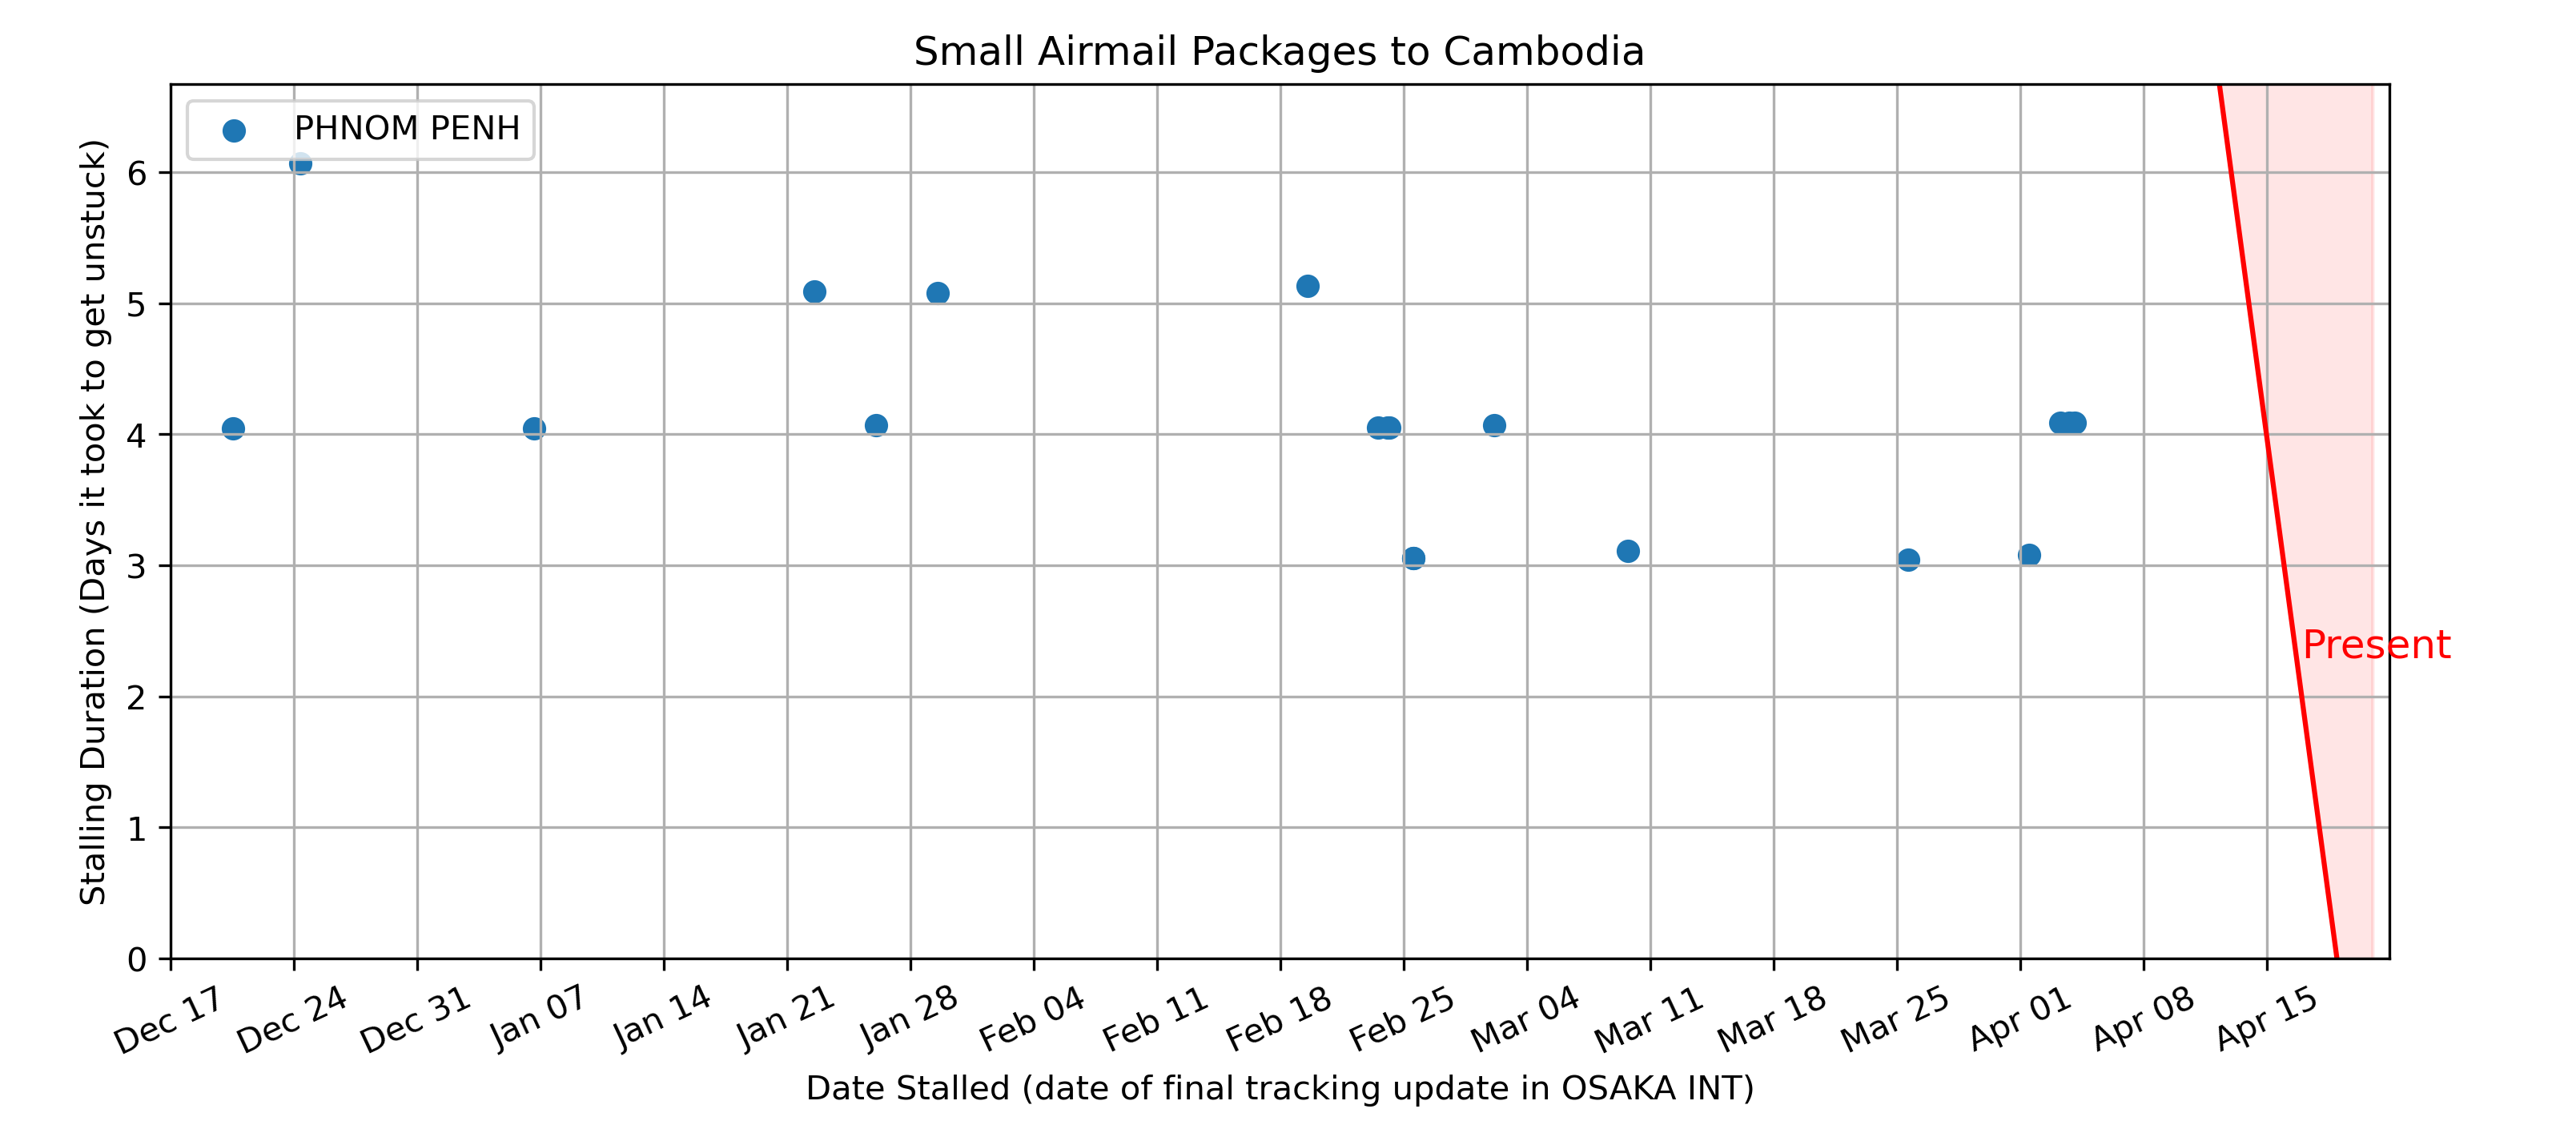 Small Airmail Packages to Cambodia
PHNOM PENH
Stalling Duration (Days it took to get unstuck)
6
5
4
3
2
1
0
Present
Dec 17
Dec 24
Dec 31
Jan 07
Jan 14
Jan 21
Jan 28
Feb 04
Feb 11
Feb 18
Feb 25
Mar 04
Mar 11
Mar 18
Mar 25
Apr 01
Apr 08
Apr 15
Date Stalled (date of final tracking update in OSAKA INT)